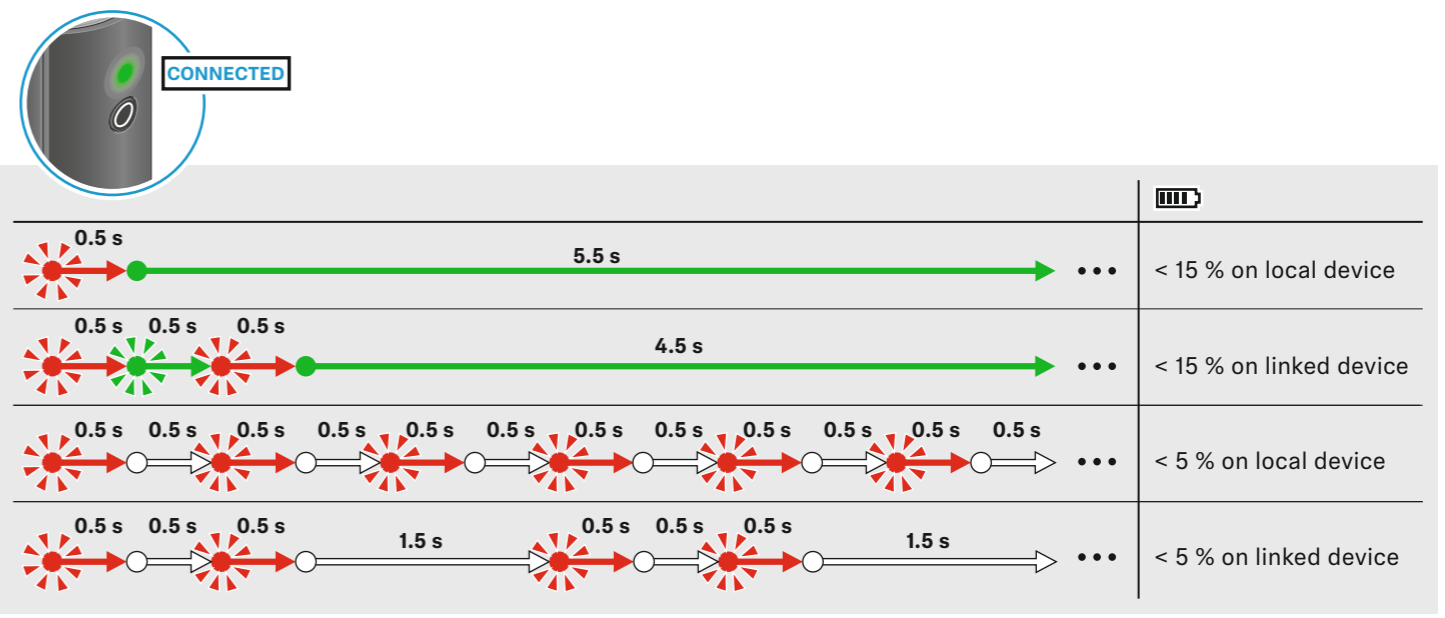 CONNECTED
0.5 s
5.5 s
< 15 % on local device
0.5 s 0.5 s 0.5 s
4.5 s
< 15 % on linked device
0.5 s 0.5 s 0.5 s 0.5 s 0.5 s 0.5 s 0.5 s 0.5 s 0.5 s 0.5 s 0.5 s 0.5 s
< 5 % on local device
0.5 s 0.5 s 0.5 s 1.5 s 0.5 s 0.5 s 0.5 s 1.5 s
< 5 % on linked device